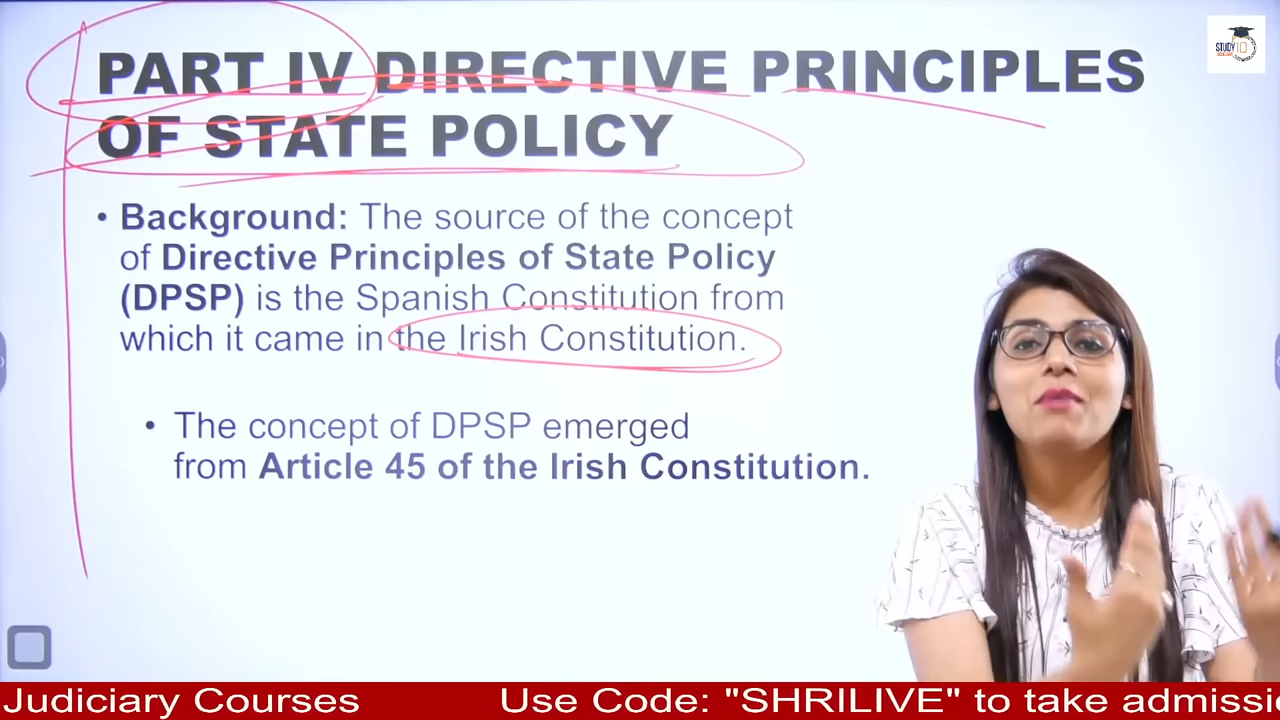 PART IV DIRECTIVE PRINCIPLES
OF STATE POLICY
STUDY IQ
• Background: The source of the concept
of Directive Principles of State Policy
(DPSP) is the Spanish Constitution from
which it came in the Irish Constitution.
• The concept of DPSP emerged
from Article 45 of the Irish Constitution.
Judiciary Courses Use Code: "SHRILIVE" to take admissi